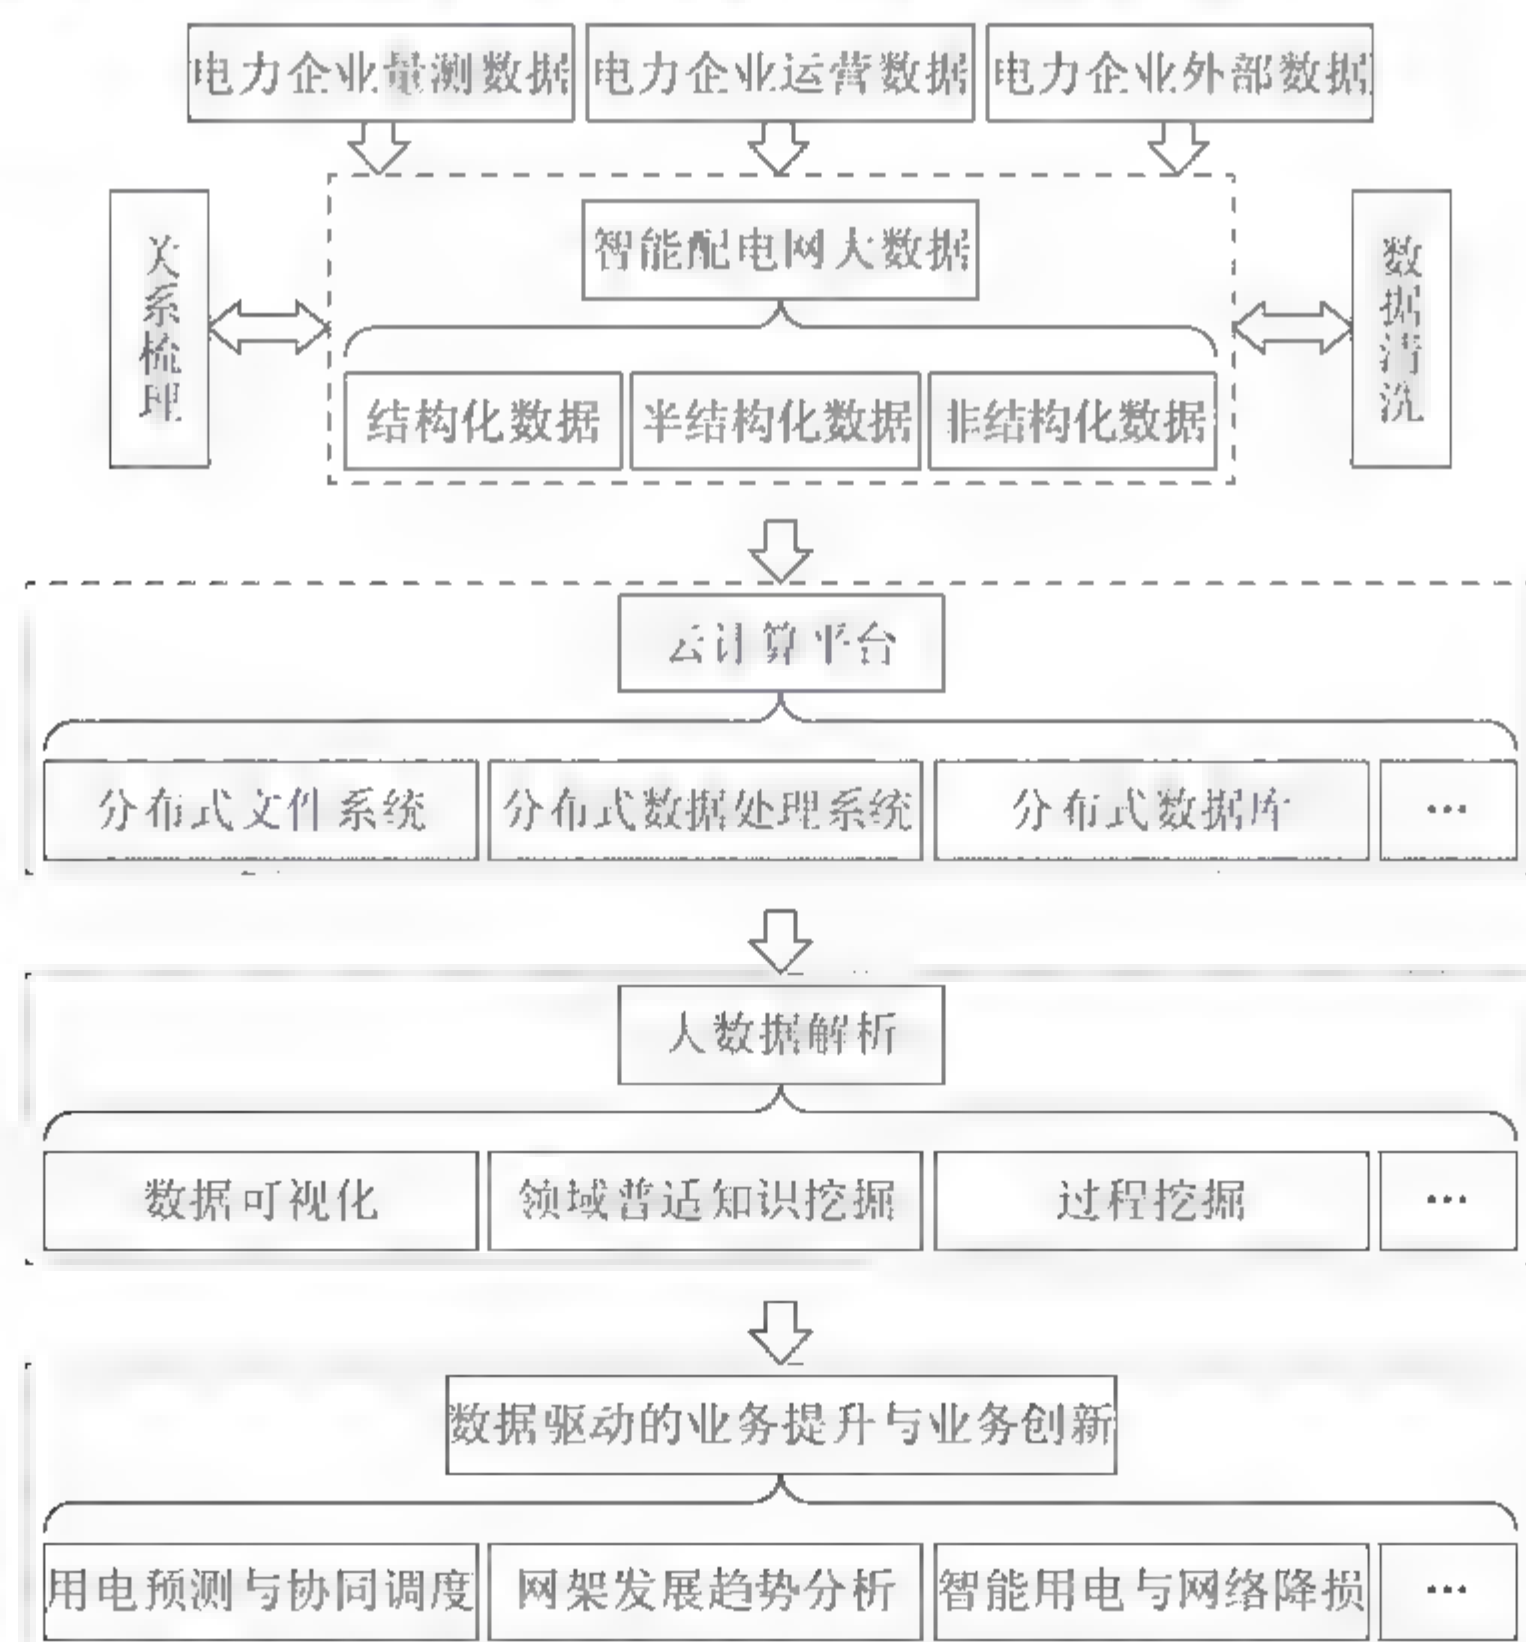 电力企业量测数据 电力企业运营数据 电力企业外部数据
关系梳理
智能配电网大数据
数据清洗
结构化数据 半结构化数据 非结构化数据
云计算平台
分布式文件系统 分布式数据处理系统 分布式数据库 …
大数据解析
数据可视化 领域普适知识挖掘 过程挖掘 …
数据驱动的业务提升与业务创新
用电预测与协同调度 网架发展趋势分析 智能用电与网络降损 …